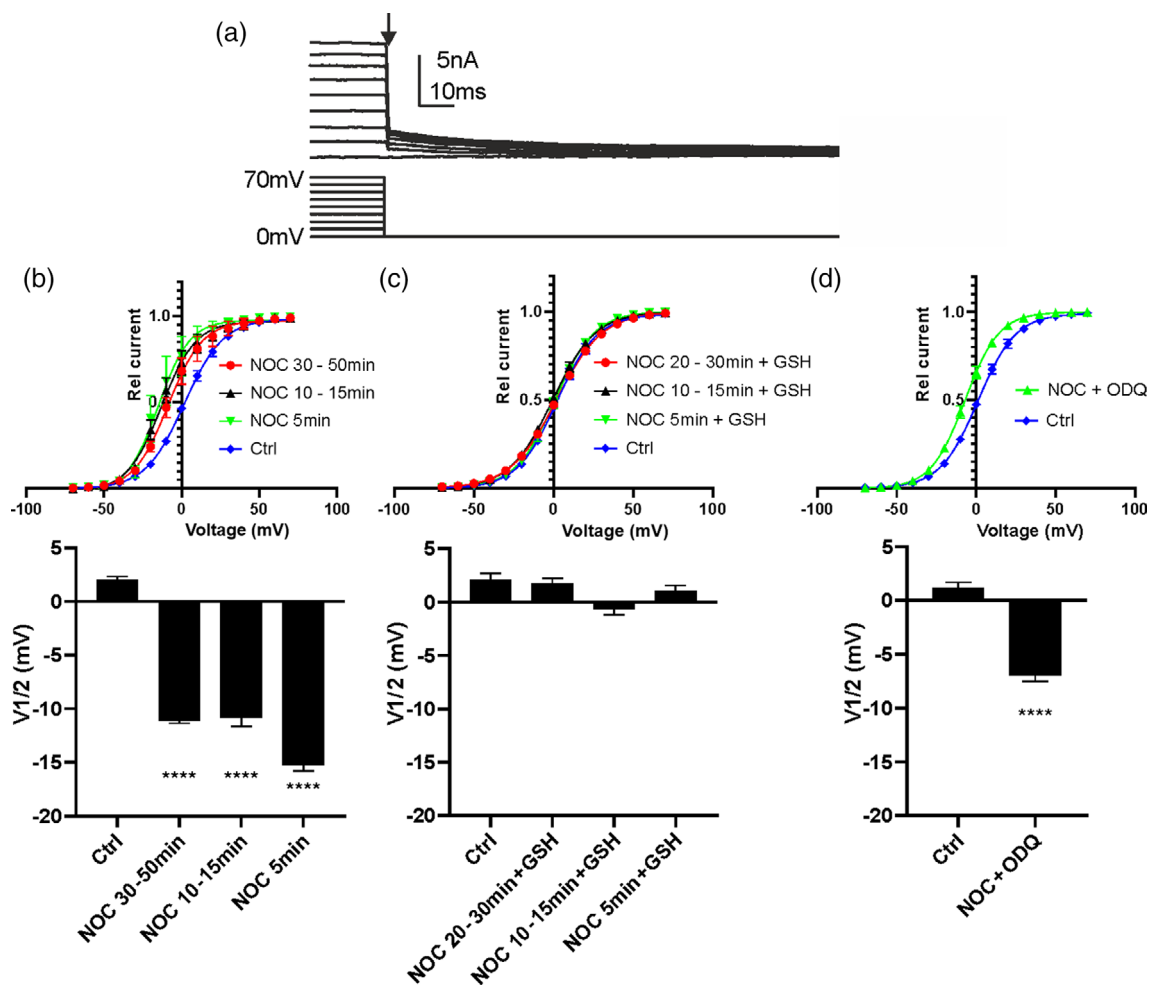 (a)
5nA
10ms
70mV
0mV
(b)
Rel current
1.0
NOC 30 - 50min
NOC 10 - 15min
NOC 5min
Ctrl
-100
-50
0
50
100
Voltage (mV)
(c)
Rel current
1.0
0.5
NOC 20 - 30min + GSH
NOC 10 - 15min + GSH
NOC 5min + GSH
Ctrl
-100
-50
0
50
100
Voltage (mV)
(d)
Rel current
1.0
0.5
NOC + ODQ
Ctrl
-100
-50
0
50
100
Voltage (mV)
V1/2 (mV)
5
0
-5
-10
-15
-20
****
****
****
Ctrl
NOC 30-50min
NOC 10-15min
NOC 5min
V1/2 (mV)
5
0
-5
-10
-15
-20
Ctrl
NOC 20-30min+GSH
NOC 10-15min+GSH
NOC 5min+GSH
V1/2 (mV)
5
0
-5
-10
-15
-20
****
Ctrl
NOC+ODQ